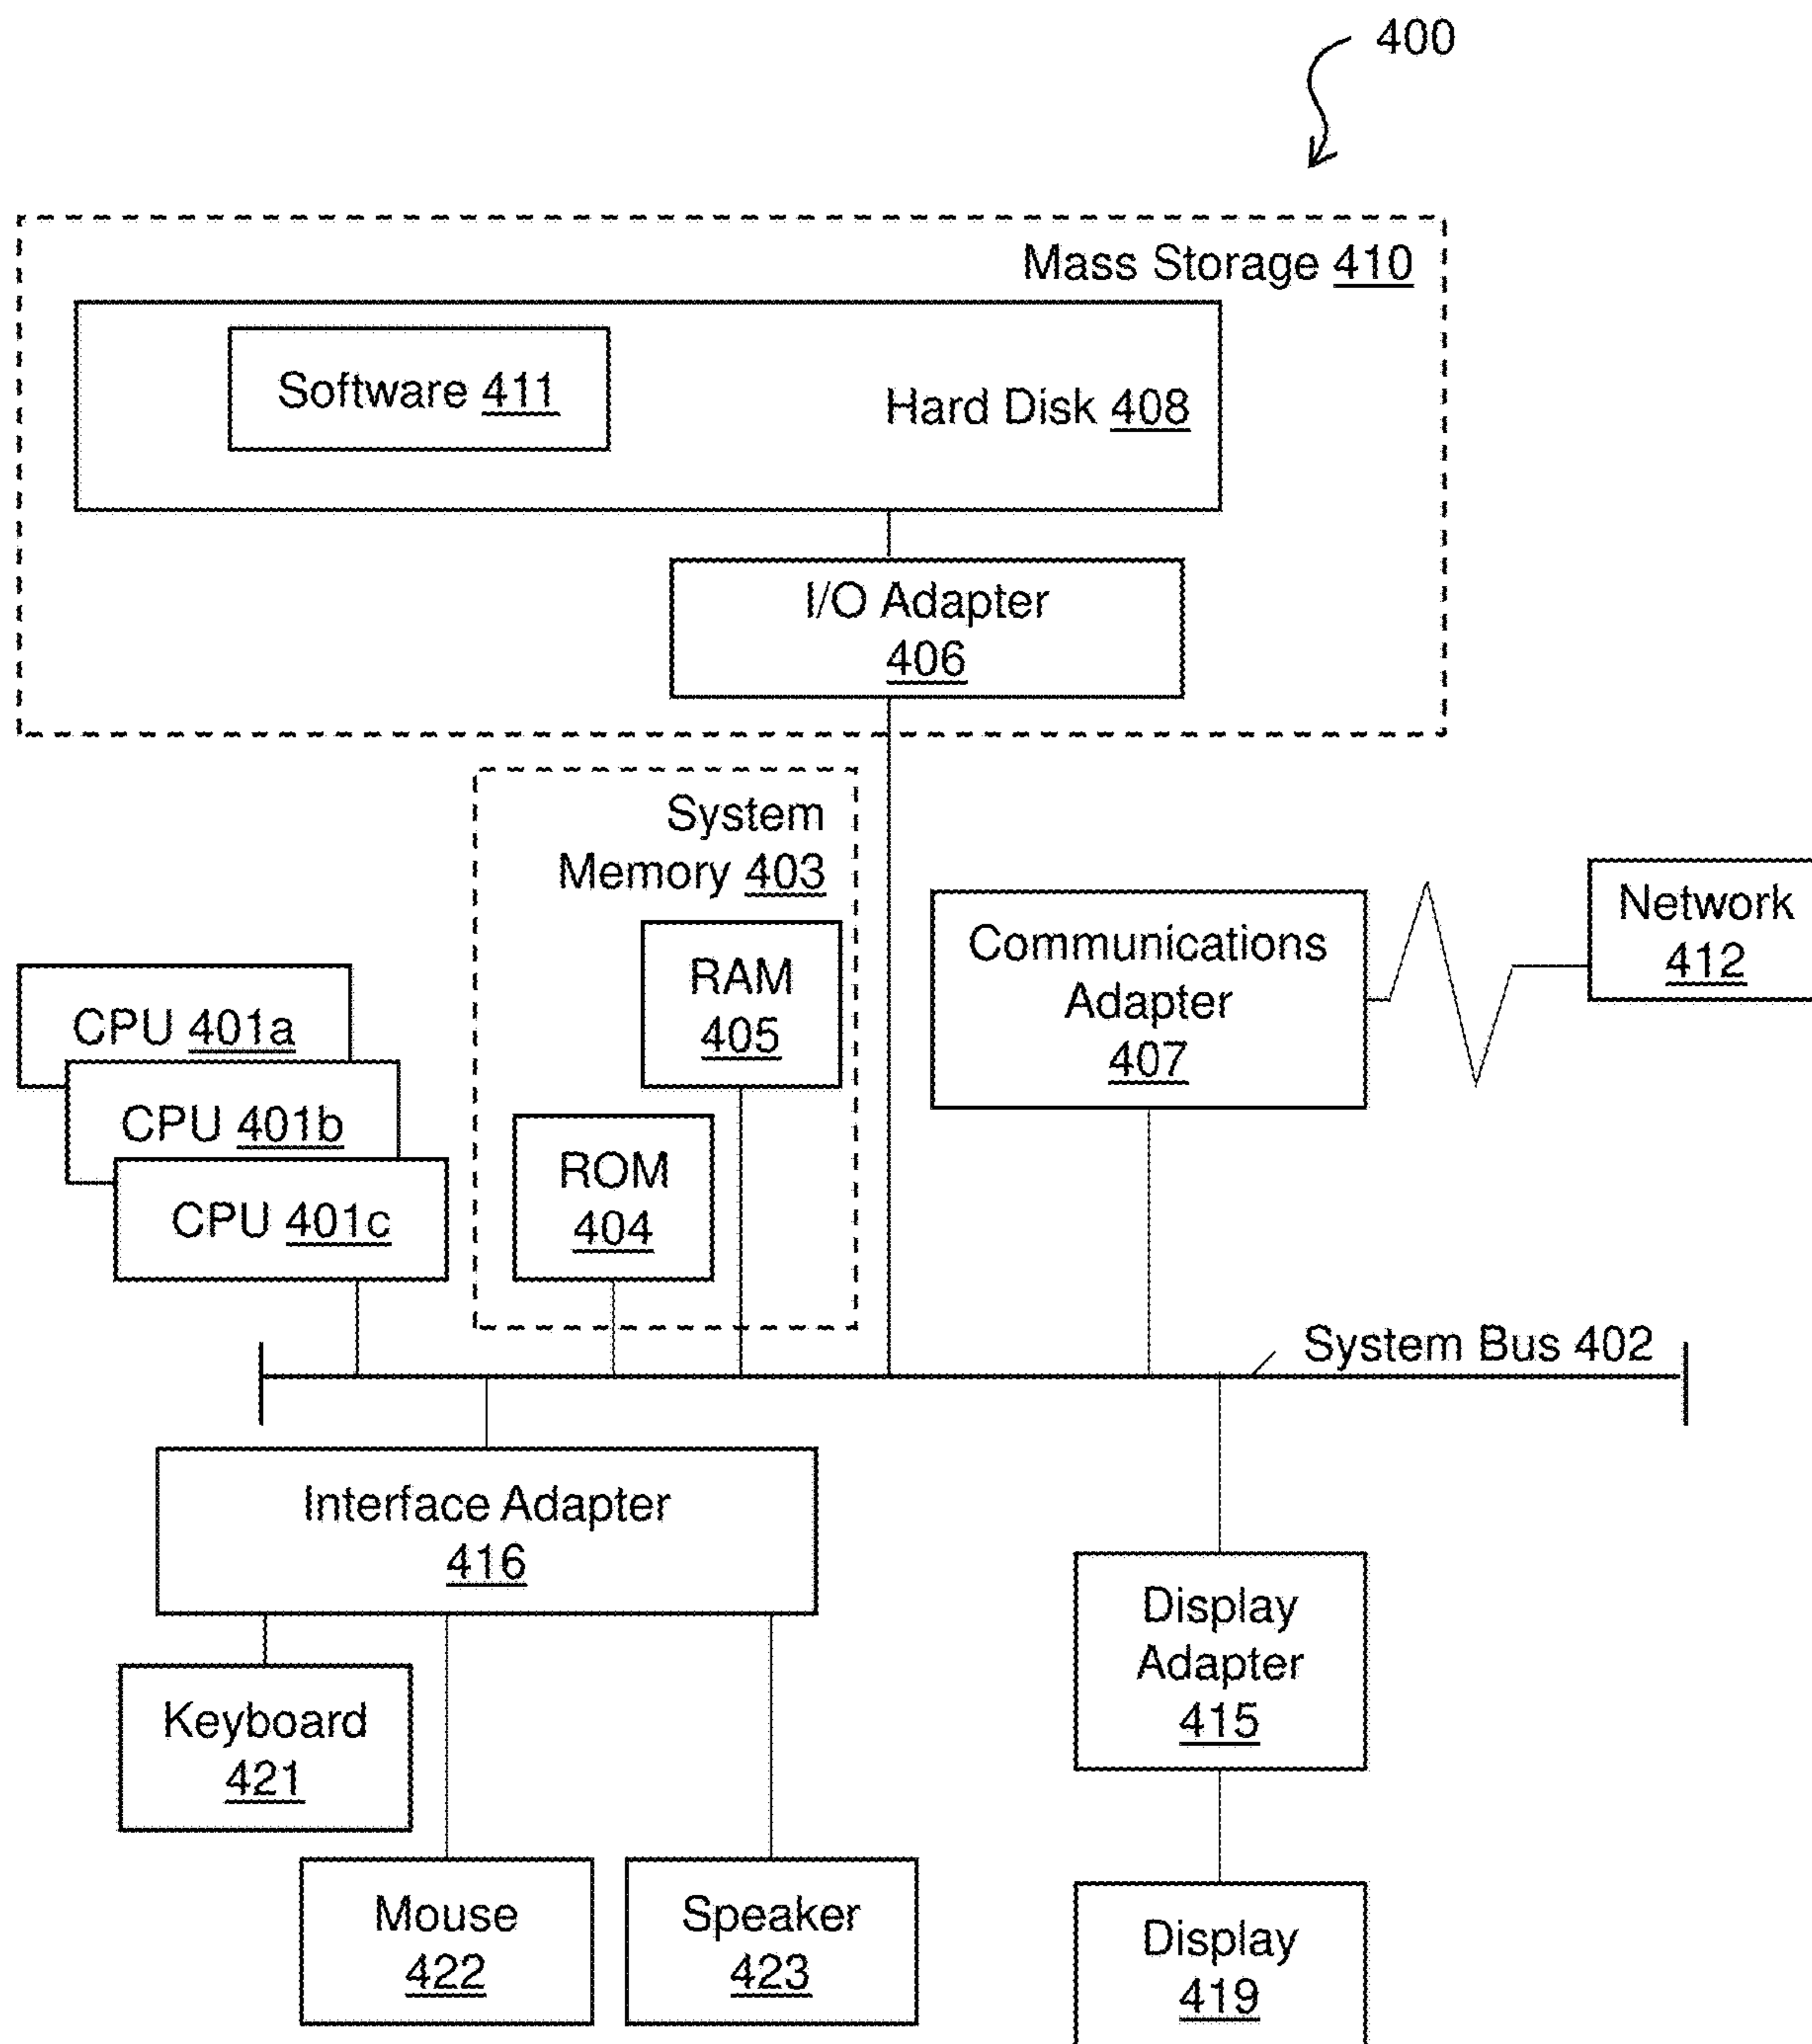 400
Mass Storage 410
Software 411
Hard Disk 408
I/O Adapter
406
System
Memory 403
RAM
405
ROM
404
CPU 401a
CPU 401b
CPU 401c
Communications
Adapter
407
Network
412
System Bus 402
Interface Adapter
416
Keyboard
421
Mouse
422
Speaker
423
Display
Adapter
415
Display
419